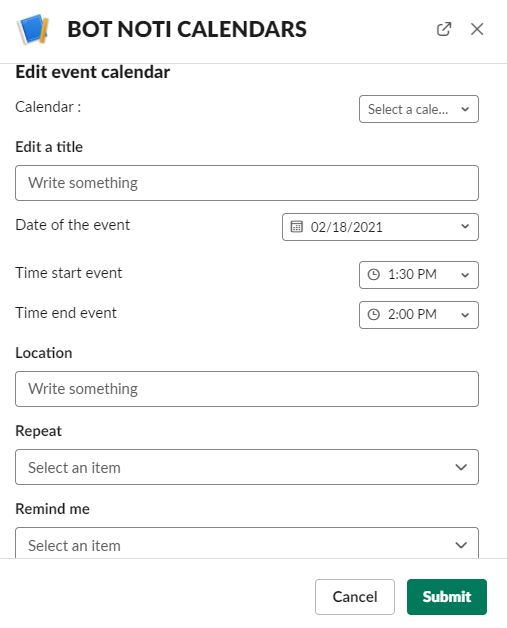 BOT NOTI CALENDARS
Edit event calendar
Calendar :
Select a cale...
Edit a title
Write something
Date of the event
02/18/2021
Time start event
1:30 PM
Time end event
2:00 PM
Location
Write something
Repeat
Select an item
Remind me
Select an item
Cancel
Submit